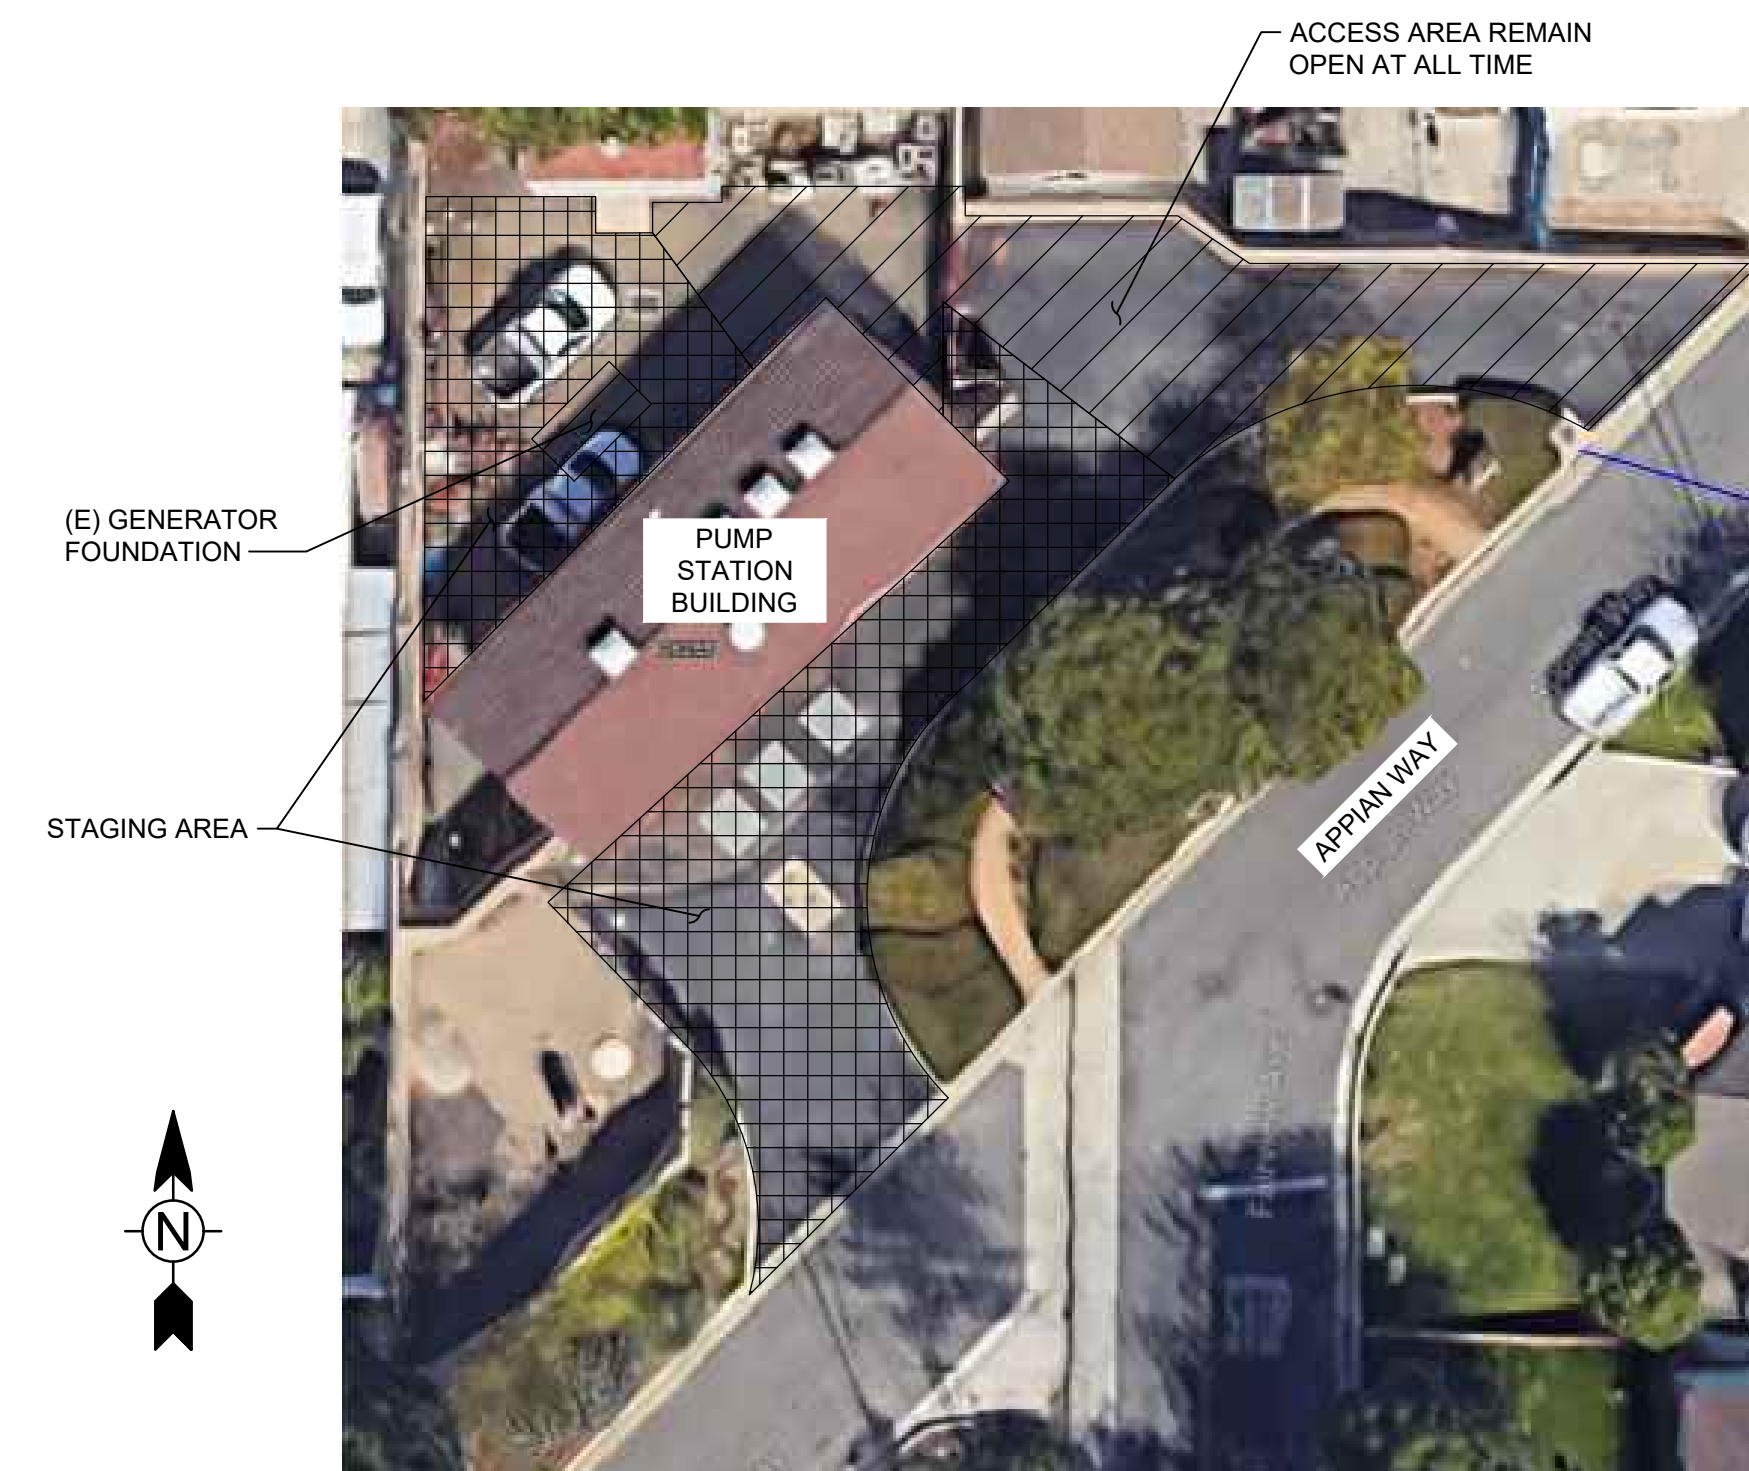 ACCESS AREA REMAIN
OPEN AT ALL TIME
(E) GENERATOR
FOUNDATION
PUMP
STATION
BUILDING
STAGING AREA
APPIAN WAY
N